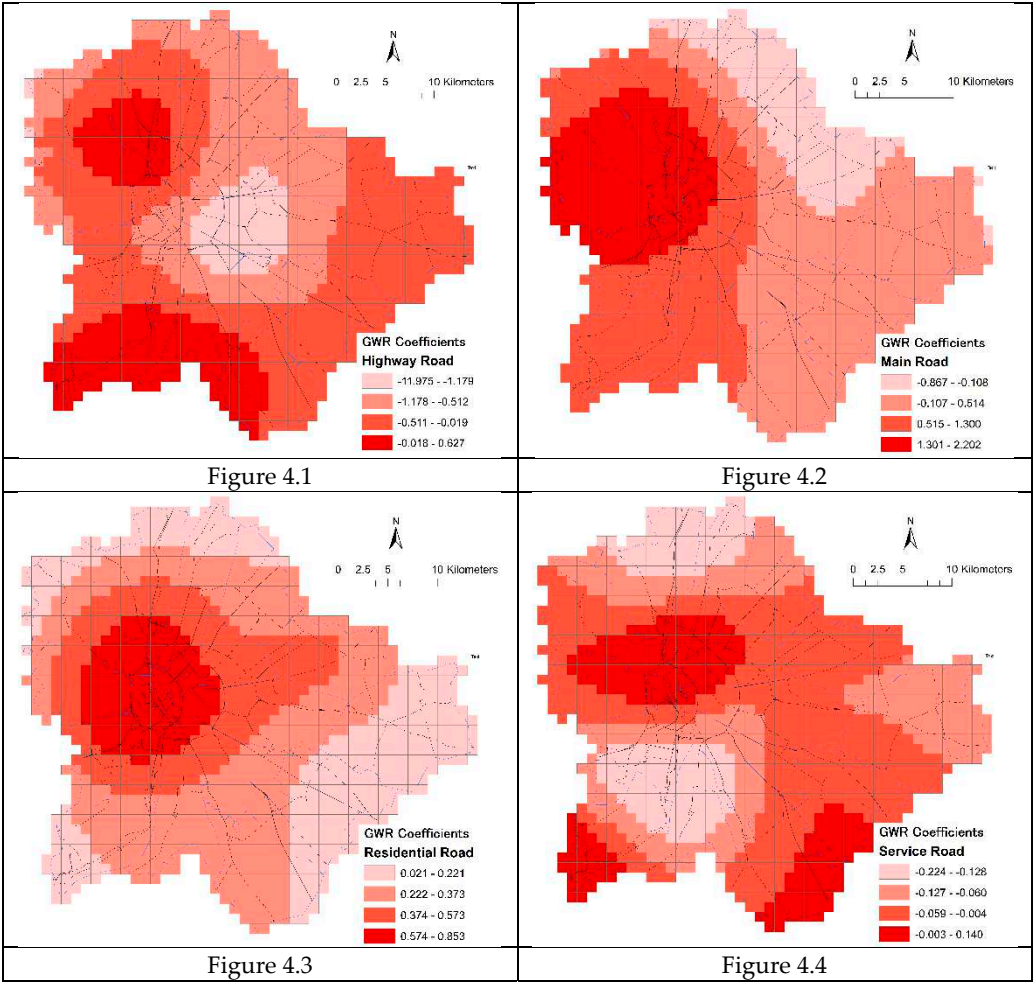 N
0 2.5 5 10 Kilometers
GWR Coefficients
Highway Road
-11.975 - -1.179
-1.178 - -0.512
-0.511 - -0.019
-0.018 - 0.627
Figure 4.1
N
0 2.5 5 10 Kilometers
GWR Coefficients
Main Road
-0.867 - -0.108
-0.107 - 0.514
0.515 - 1.300
1.301 - 2.202
Figure 4.2
N
0 2.5 5 10 Kilometers
GWR Coefficients
Residential Road
0.021 - 0.221
0.222 - 0.373
0.374 - 0.573
0.574 - 0.853
Figure 4.3
N
0 2.5 5 10 Kilometers
GWR Coefficients
Service Road
-0.224 - -0.128
-0.127 - -0.060
-0.059 - -0.004
-0.003 - 0.140
Figure 4.4